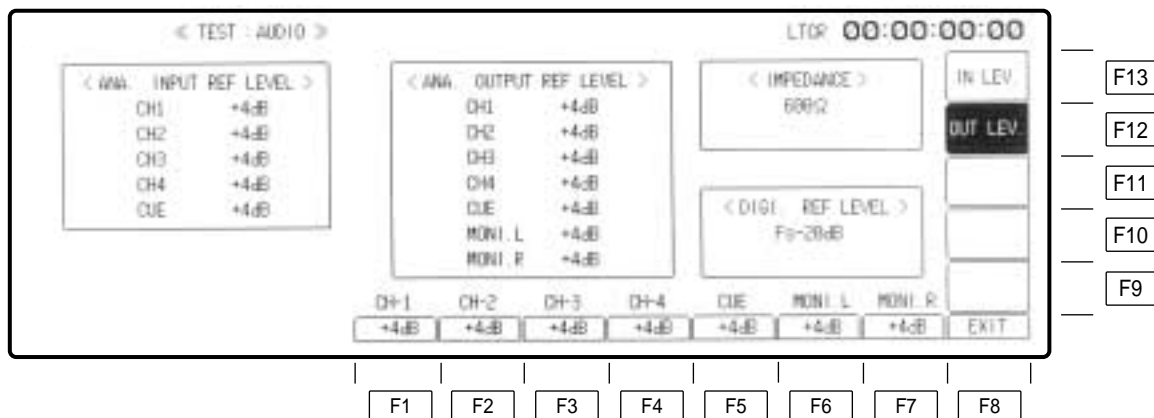 ≪ TEST : AUDIO ≫
LTCR 00:00:00:00
< ANA. INPUT REF LEVEL >
CH1 +4dB
CH2 +4dB
CH3 +4dB
CH4 +4dB
CUE +4dB
< ANA. OUTPUT REF LEVEL >
CH1 +4dB
CH2 +4dB
CH3 +4dB
CH4 +4dB
CUE +4dB
MONI.L +4dB
MONI.R +4dB
< IMPEDANCE >
600Ω
< DIGI. REF LEVEL >
Fs-20dB
IN LEV.
OUT LEV.
F13
F12
F11
F10
F9
CH-1 CH-2 CH-3 CH-4 CUE MONI.L MONI.R
+4dB +4dB +4dB +4dB +4dB +4dB +4dB EXIT
F1 F2 F3 F4 F5 F6 F7 F8